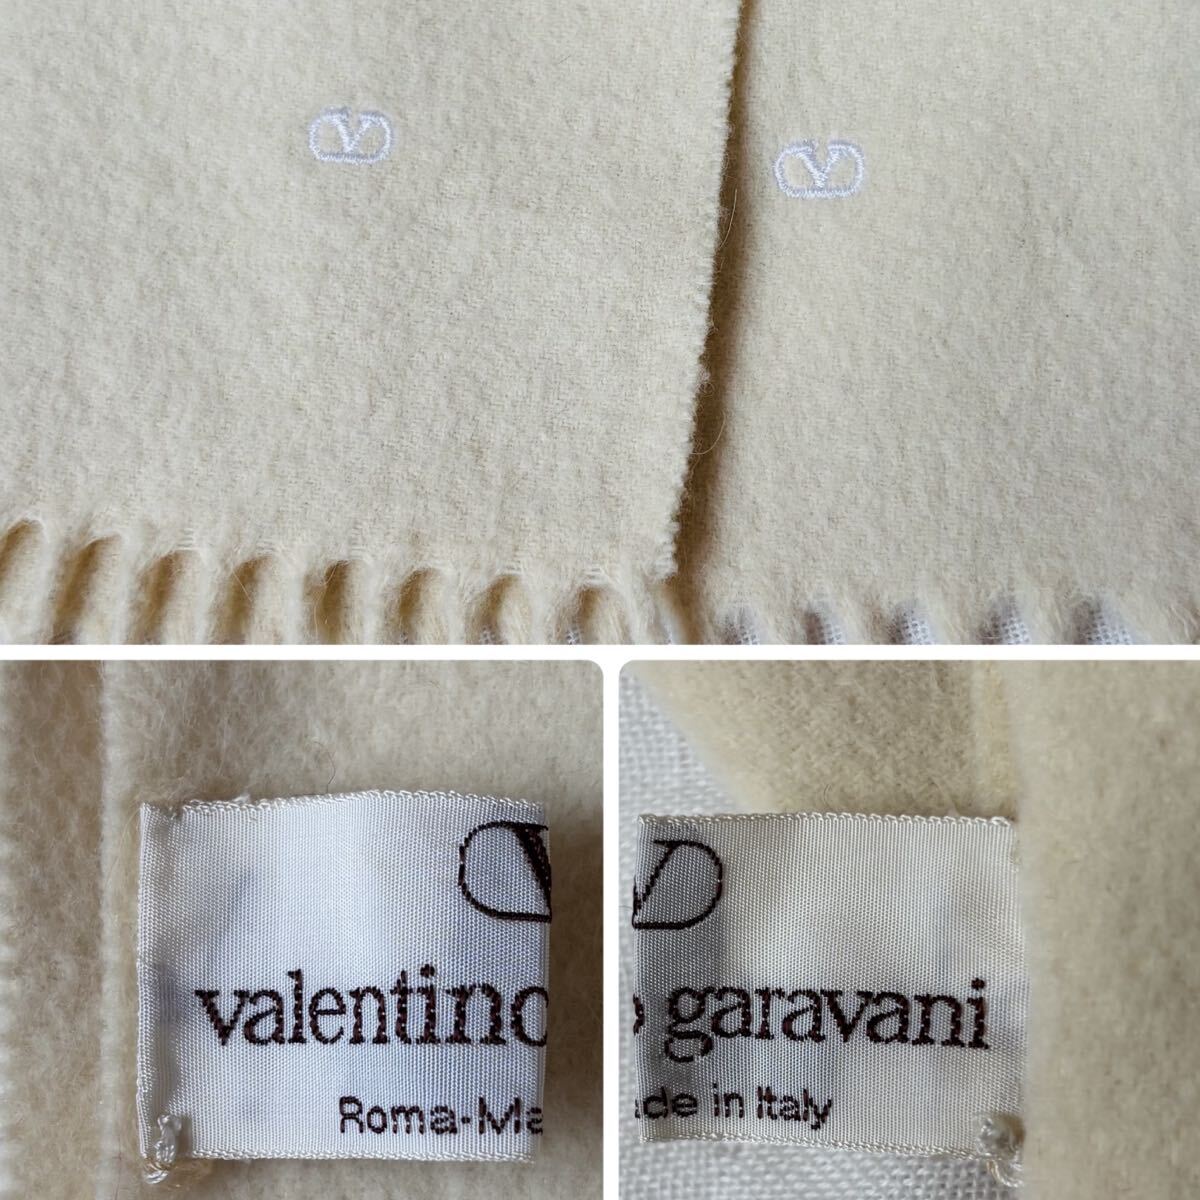 valentino
Roma-Ma
garavani
ade in Italy